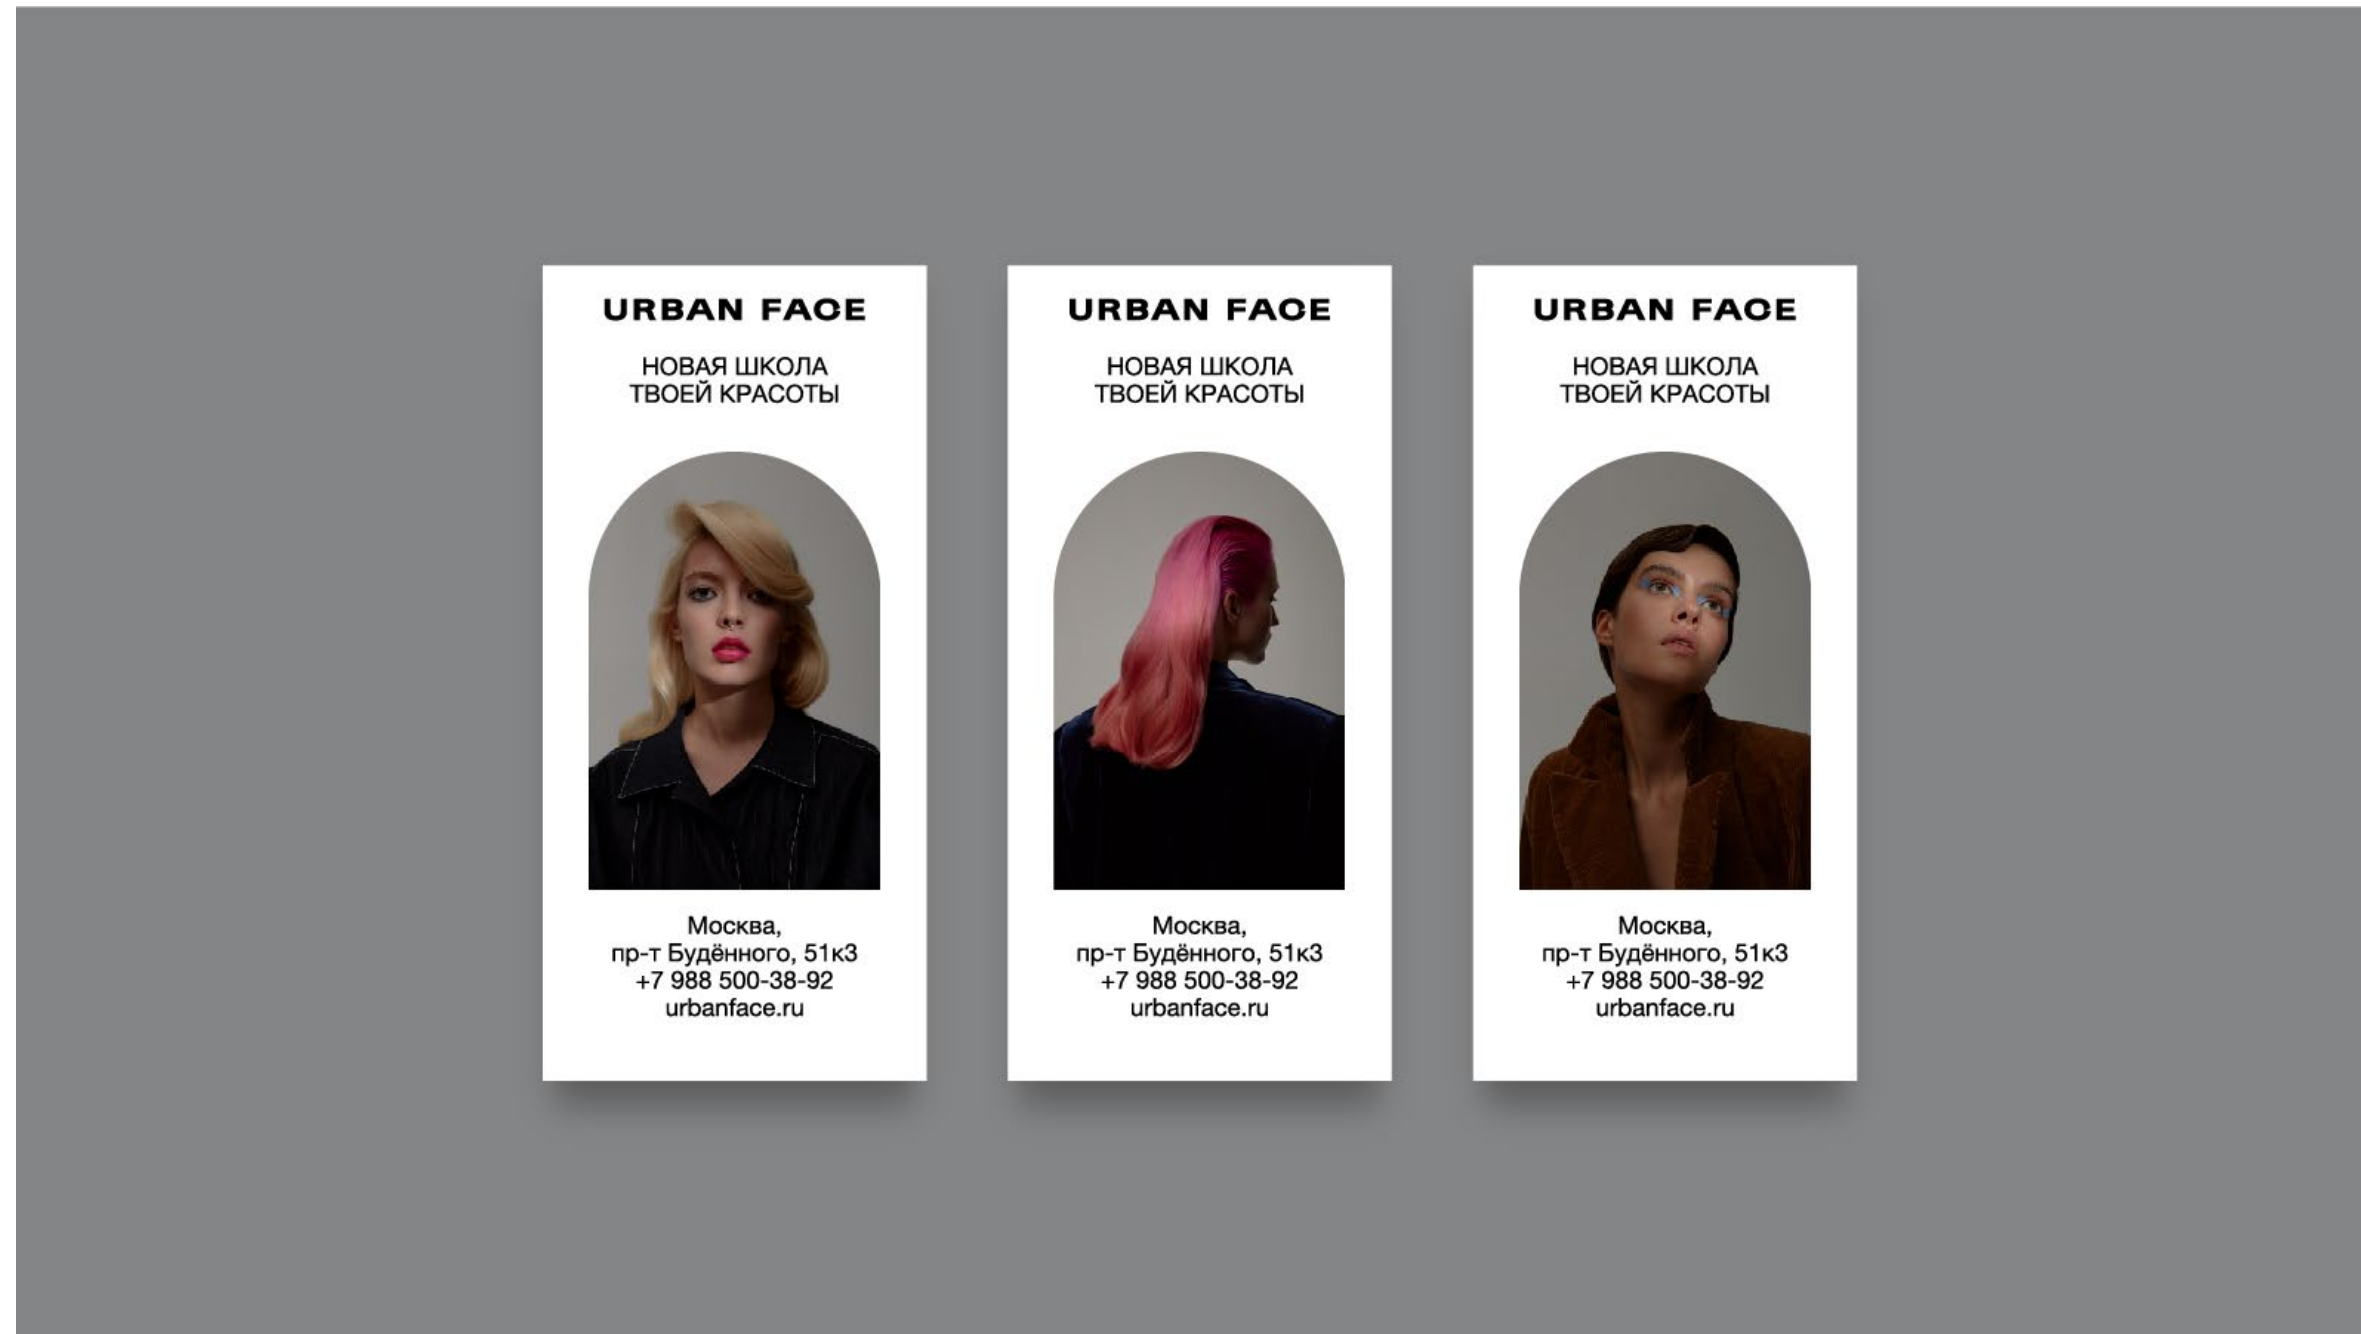 URBAN FACE
НОВАЯ ШКОЛА
ТВОЕЙ КРАСОТЫ
Москва,
пр-т Будённого, 51к3
+7 988 500-38-92
urbanface.ru
URBAN FACE
НОВАЯ ШКОЛА
ТВОЕЙ КРАСОТЫ
Москва,
пр-т Будённого, 51к3
+7 988 500-38-92
urbanface.ru
URBAN FACE
НОВАЯ ШКОЛА
ТВОЕЙ КРАСОТЫ
Москва,
пр-т Будённого, 51к3
+7 988 500-38-92
urbanface.ru